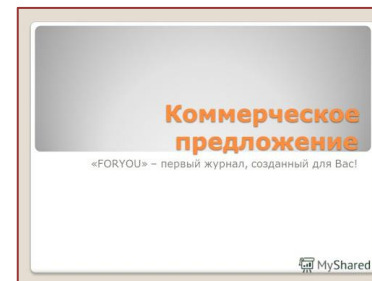 Коммерческое
предложение
«FORYOU» – первый журнал, созданный для Вас!
MyShared